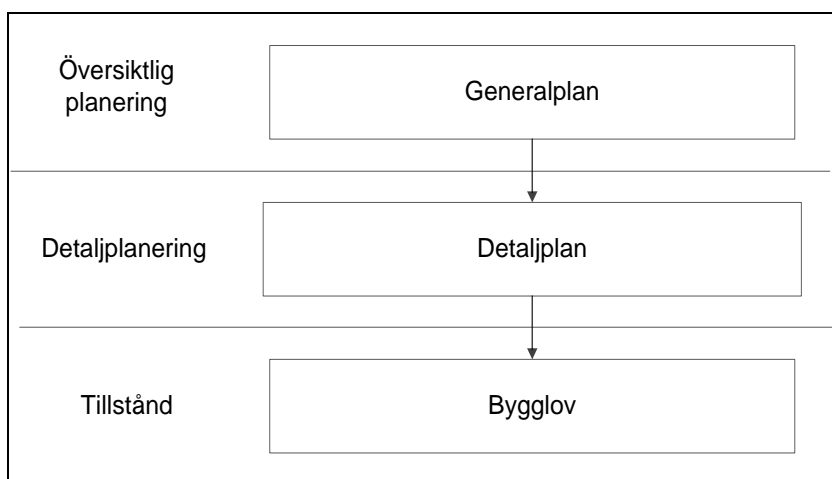 Översiktlig
planering
Generalplan
Detaljplanering
Detaljplan
Tillstånd
Bygglov